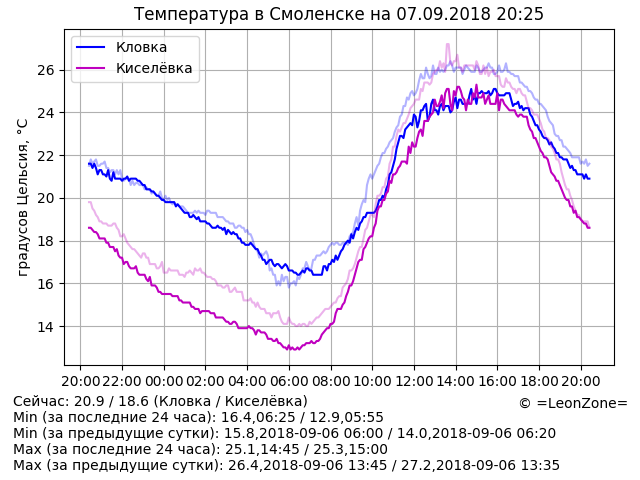 Температура в Смоленске на 07.09.2018 20:25
Кловка
Киселёвка
градусов Цельсия, °C
26
24
22
20
18
16
14
20:00 22:00 00:00 02:00 04:00 06:00 08:00 10:00 12:00 14:00 16:00 18:00 20:00
Сейчас: 20.9 / 18.6 (Кловка / Киселёвка)
© =LeonZone=
Min (за последние 24 часа): 16.4,06:25 / 12.9,05:55
Min (за предыдущие сутки): 15.8,2018-09-06 06:00 / 14.0,2018-09-06 06:20
Max (за последние 24 часа): 25.1,14:45 / 25.3,15:00
Max (за предыдущие сутки): 26.4,2018-09-06 13:45 / 27.2,2018-09-06 13:35